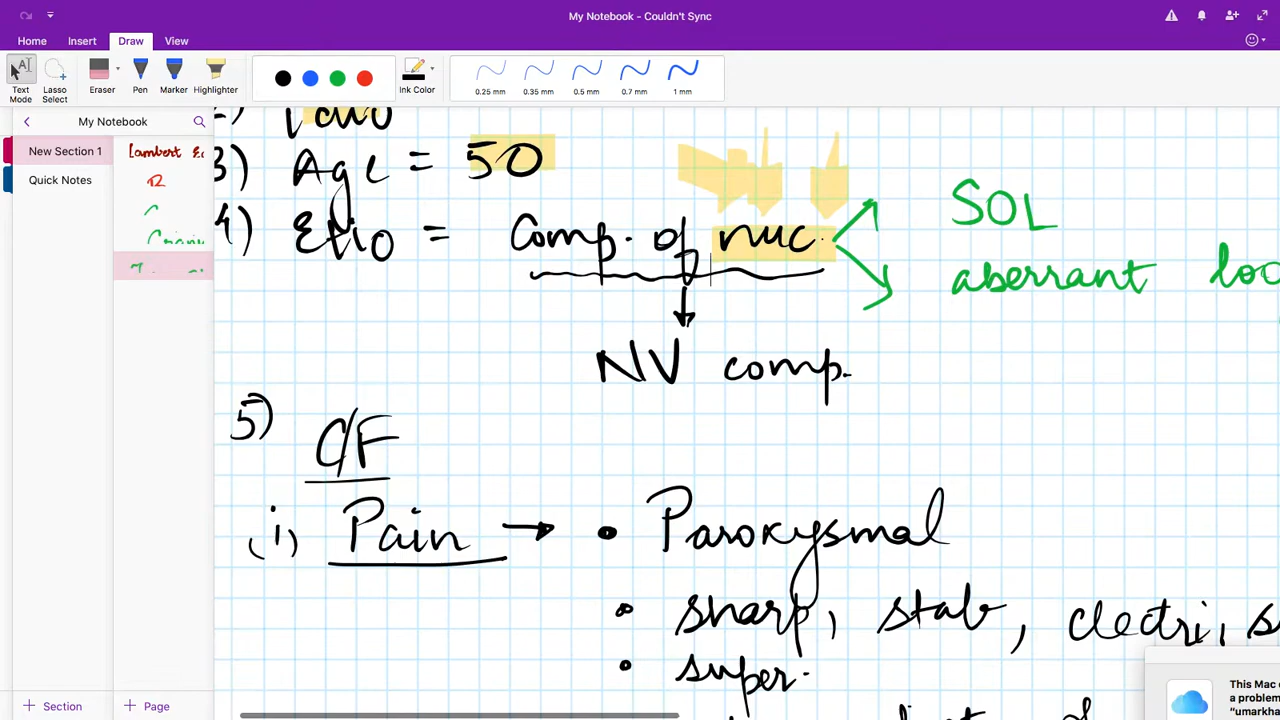 My Notebook - Couldn't Sync
Home Insert Draw View
Text Mode
Lasso Select
Eraser
Pen
Marker
Highlighter
Ink Color
0.25 mm
0.35 mm
0.5 mm
0.7 mm
1 mm
My Notebook
New Section 1
Quick Notes
Lambert
3) Age = 50
4) Etio = Comp. of nuc.
SOL
aberrant loo
NV comp.
5) C/F
(i) Pain → • Paroxysmal
• sharp, stab, electri, s
• super.
This Mac
a problem
"umarkha
+ Section
+ Page